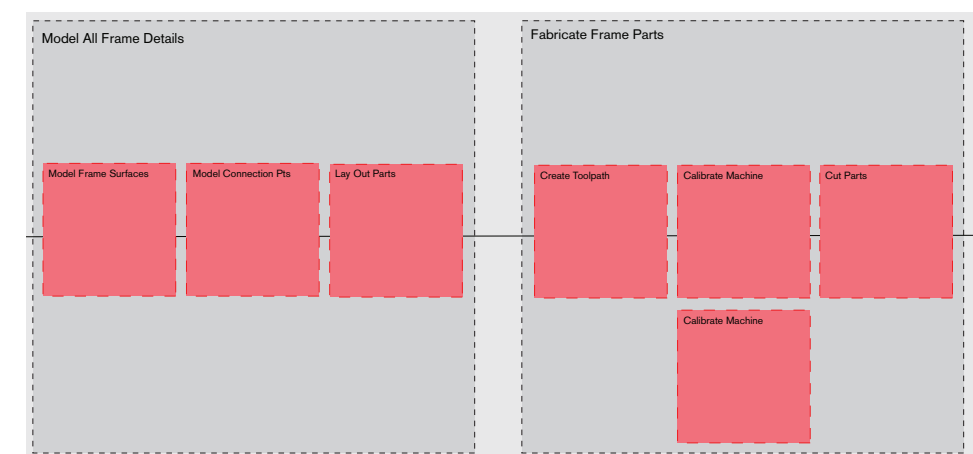 Model All Frame Details
Fabricate Frame Parts
Model Frame Surfaces
Model Connection Pts
Lay Out Parts
Create Toolpath
Calibrate Machine
Cut Parts
Calibrate Machine